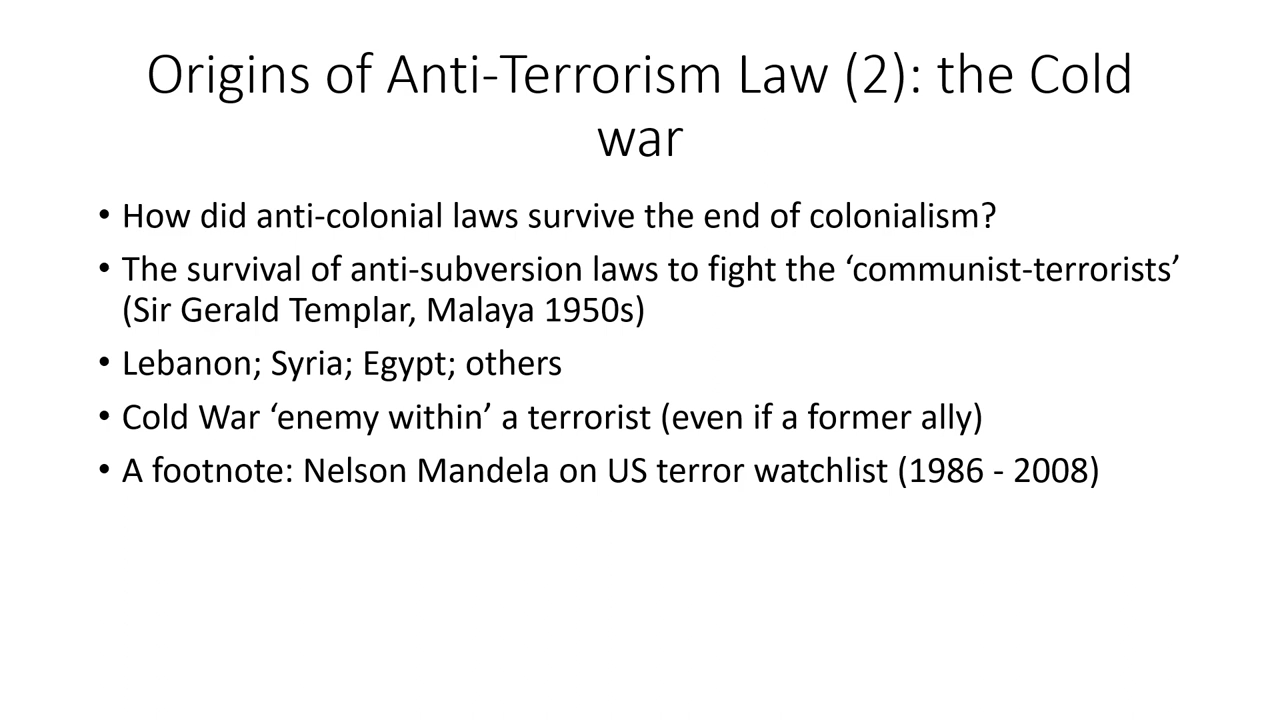 Origins of Anti-Terrorism Law (2): the Cold
war
• How did anti-colonial laws survive the end of colonialism?
• The survival of anti-subversion laws to fight the ‘communist-terrorists’
(Sir Gerald Templar, Malaya 1950s)
• Lebanon; Syria; Egypt; others
• Cold War ‘enemy within’ a terrorist (even if a former ally)
• A footnote: Nelson Mandela on US terror watchlist (1986 - 2008)